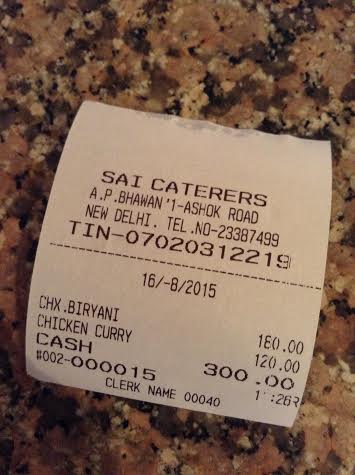 SAI CATERERS
A.P.BHAWAN'1-ASHOK ROAD
NEW DELHI. TEL.NO-23387499
TIN-07020312219
16/-8/2015
CHX.BIRYANI 180.00
CHICKEN CURRY 120.00
CASH 300.00
#002-000015
CLERK NAME 00040